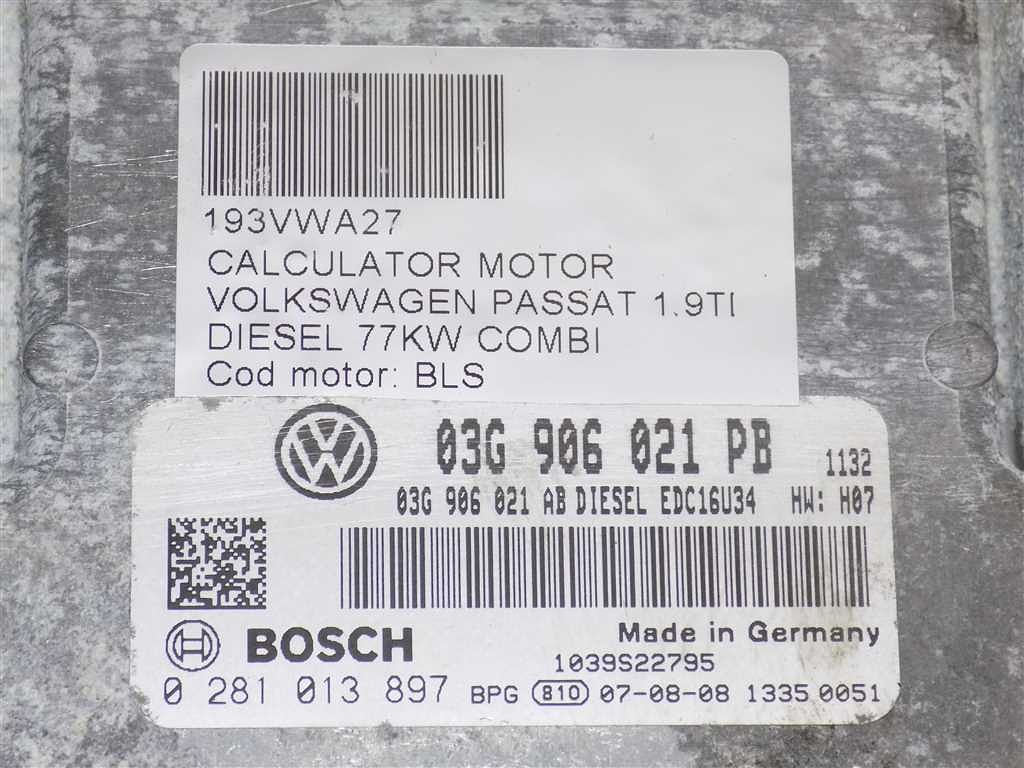 193VWA27
CALCULATOR MOTOR
VOLKSWAGEN PASSAT 1.9TI
DIESEL 77KW COMBI
Cod motor: BLS
03G 906 021 PB 1132
03G 906 021 AB DIESEL EDC16U34 HW: H07
BOSCH
Made in Germany
1039S22795
0 281 013 897 BPG 810 07-08-08 1335 0051